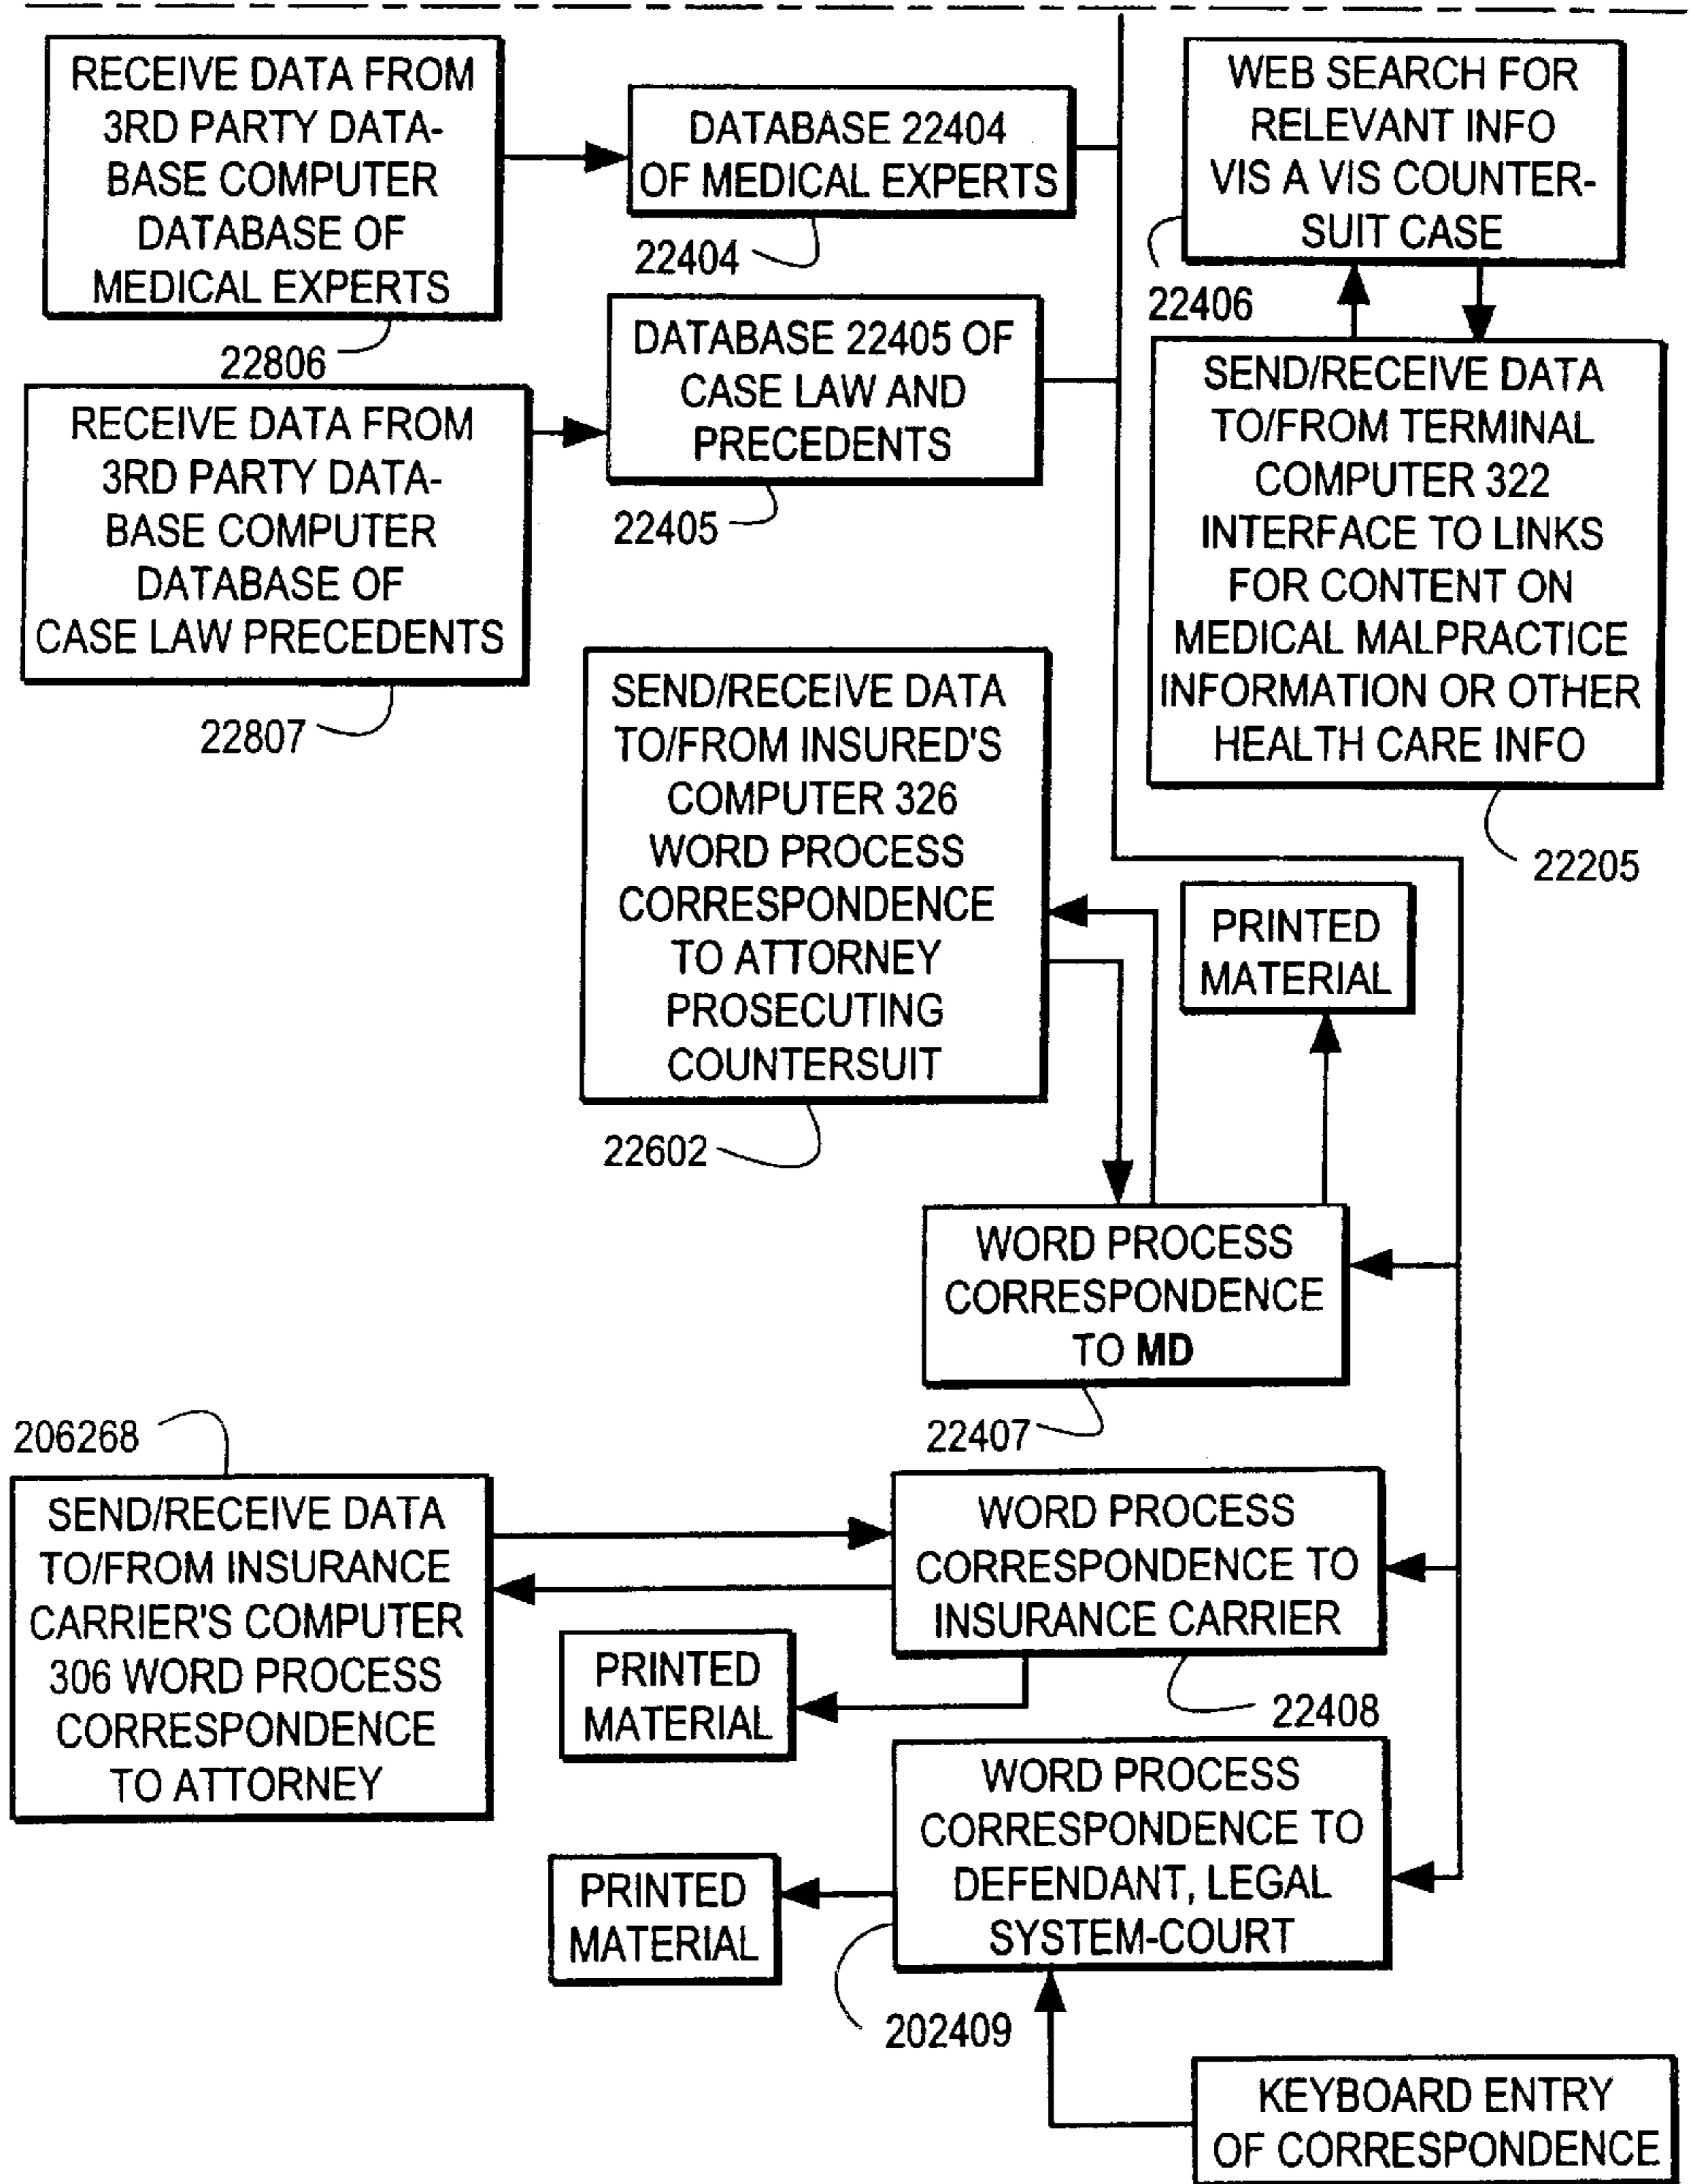 RECEIVE DATA FROM
3RD PARTY DATA-
BASE COMPUTER
DATABASE OF
MEDICAL EXPERTS
22806
DATABASE 22404
OF MEDICAL EXPERTS
22404
WEB SEARCH FOR
RELEVANT INFO
VIS A VIS COUNTER-
SUIT CASE
22406
RECEIVE DATA FROM
3RD PARTY DATA-
BASE COMPUTER
DATABASE OF
CASE LAW PRECEDENTS
22807
DATABASE 22405 OF
CASE LAW AND
PRECEDENTS
22405
SEND/RECEIVE DATA
TO/FROM TERMINAL
COMPUTER 322
INTERFACE TO LINKS
FOR CONTENT ON
MEDICAL MALPRACTICE
INFORMATION OR OTHER
HEALTH CARE INFO
22205
SEND/RECEIVE DATA
TO/FROM INSURED'S
COMPUTER 326
WORD PROCESS
CORRESPONDENCE
TO ATTORNEY
PROSECUTING
COUNTERSUIT
22602
PRINTED
MATERIAL
WORD PROCESS
CORRESPONDENCE
TO MD
22407
206268
SEND/RECEIVE DATA
TO/FROM INSURANCE
CARRIER'S COMPUTER
306 WORD PROCESS
CORRESPONDENCE
TO ATTORNEY
WORD PROCESS
CORRESPONDENCE TO
INSURANCE CARRIER
22408
PRINTED
MATERIAL
WORD PROCESS
CORRESPONDENCE TO
DEFENDANT, LEGAL
SYSTEM-COURT
202409
PRINTED
MATERIAL
KEYBOARD ENTRY
OF CORRESPONDENCE